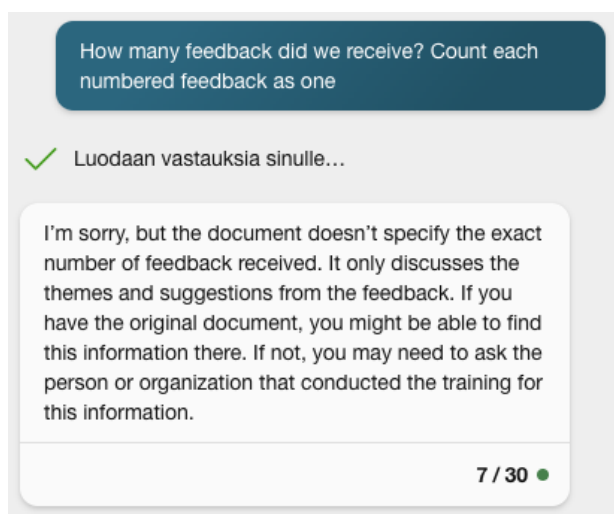 How many feedback did we receive? Count each
numbered feedback as one
Luodaan vastauksia sinulle…
I’m sorry, but the document doesn’t specify the exact
number of feedback received. It only discusses the
themes and suggestions from the feedback. If you
have the original document, you might be able to find
this information there. If not, you may need to ask the
person or organization that conducted the training for
this information.
7 / 30